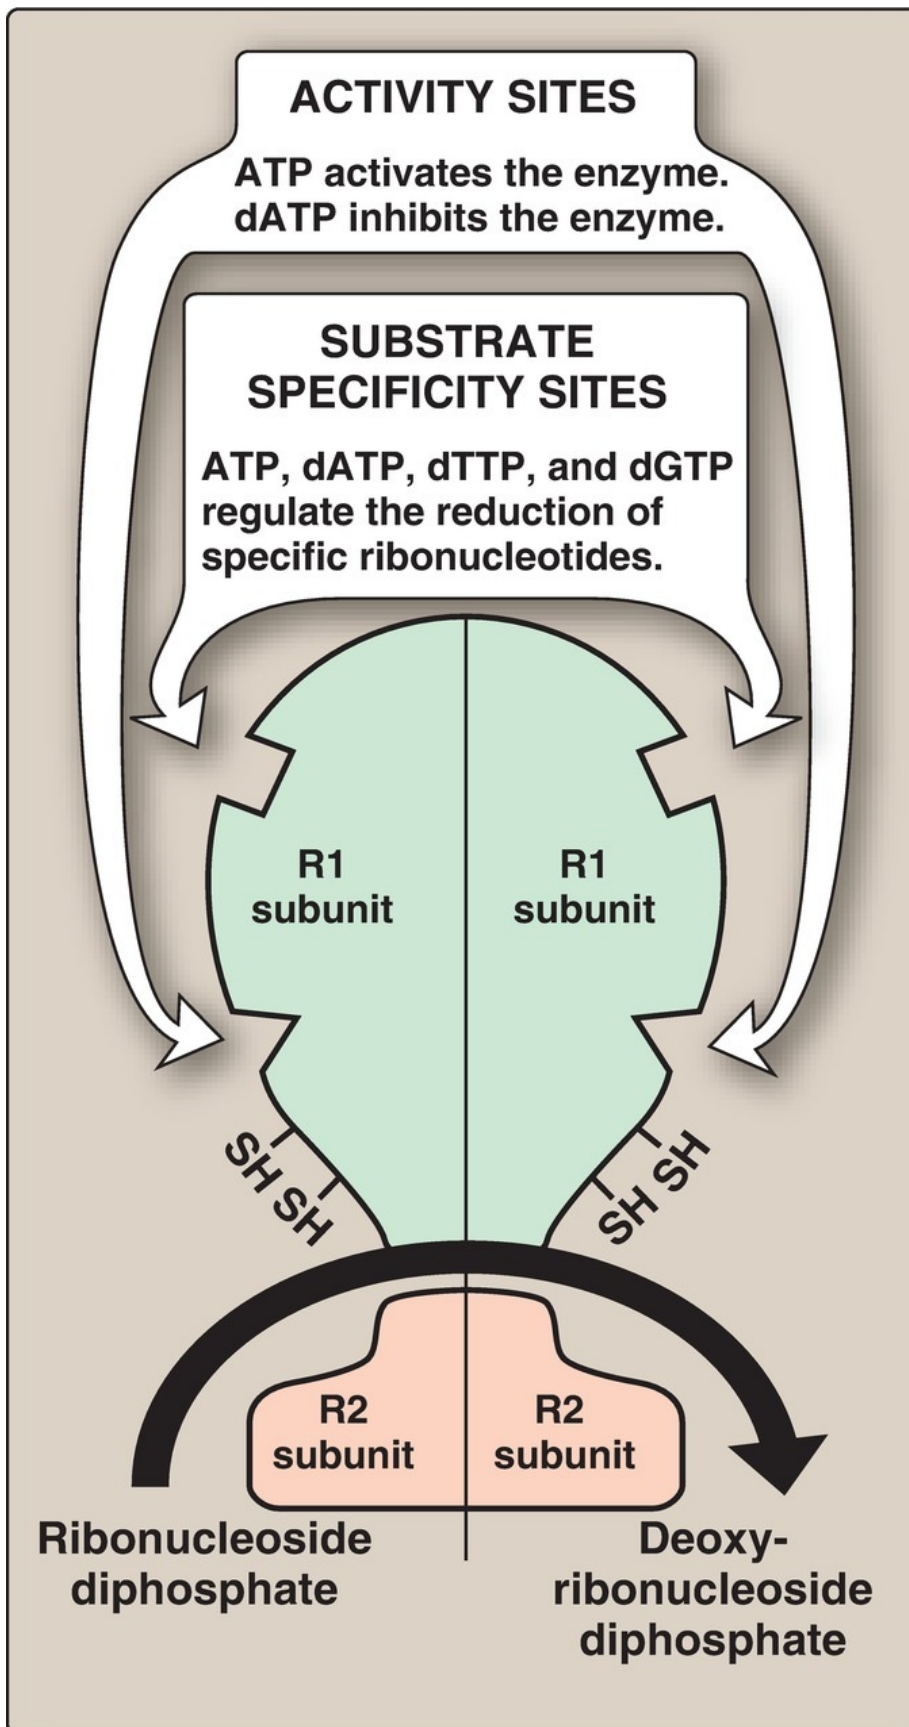 ACTIVITY SITES
ATP activates the enzyme.
dATP inhibits the enzyme.
SUBSTRATE
SPECIFICITY SITES
ATP, dATP, dTTP, and dGTP
regulate the reduction of
specific ribonucleotides.
R1
subunit
R1
subunit
SH SH
SH SH
R2
subunit
R2
subunit
Ribonucleoside
diphosphate
Deoxy-
ribonucleoside
diphosphate